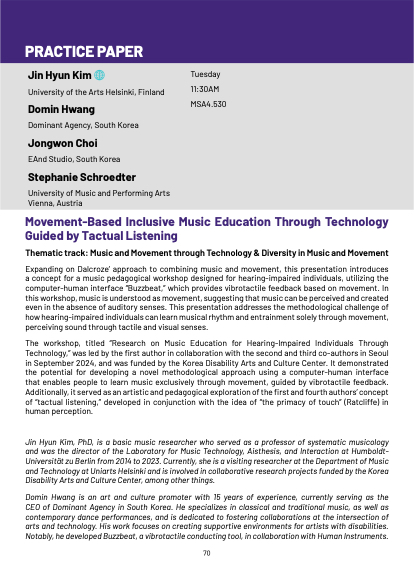 PRACTICE PAPER
Jin Hyun Kim
University of the Arts Helsinki, Finland
Domin Hwang
Dominant Agency, South Korea
Jongwon Choi
EAnd Studio, South Korea
Stephanie Schroedter
University of Music and Performing Arts
Vienna, Austria
Tuesday
11:30AM
MSA4.530
Movement-Based Inclusive Music Education Through Technology
Guided by Tactual Listening
Thematic track: Music and Movement through Technology & Diversity in Music and Movement
Expanding on Dalcroze' approach to combining music and movement, this presentation introduces
a concept for a music pedagogical workshop designed for hearing-impaired individuals, utilizing the
computer-human interface "Buzzbeat," which provides vibrotactile feedback based on movement. In
this workshop, music is understood as movement, suggesting that music can be perceived and created
even in the absence of auditory senses. This presentation addresses the methodological challenge of
how hearing-impaired individuals can learn musical rhythm and entrainment solely through movement,
perceiving sound through tactile and visual senses.
The workshop, titled "Research on Music Education for Hearing-Impaired Individuals Through
Technology," was led by the first author in collaboration with the second and third co-authors in Seoul
in September 2024, and was funded by the Korea Disability Arts and Culture Center. It demonstrated
the potential for developing a novel methodological approach using a computer-human interface
that enables people to learn music exclusively through movement, guided by vibrotactile feedback.
Additionally, it served as an artistic and pedagogical exploration of the first and fourth authors' concept
of "tactual listening," developed in conjunction with the idea of "the primacy of touch" (Ratcliffe) in
human perception.
Jin Hyun Kim, PhD, is a basic music researcher who served as a professor of systematic musicology
and was the director of the Laboratory for Music Technology, Aisthesis, and Interaction at Humboldt-
Universität zu Berlin from 2014 to 2023. Currently, she is a visiting researcher at the Department of Music
and Technology at Uniarts Helsinki and is involved in collaborative research projects funded by the Korea
Disability Arts and Culture Center, among other things.
Domin Hwang is an art and culture promoter with 15 years of experience, currently serving as the
CEO of Dominant Agency in South Korea. He specializes in classical and traditional music, as well as
contemporary dance performances, and is dedicated to fostering collaborations at the intersection of
arts and technology. His work focuses on creating supportive environments for artists with disabilities.
Notably, he developed Buzzbeat, a vibrotactile conducting tool, in collaboration with Human Instruments.
70